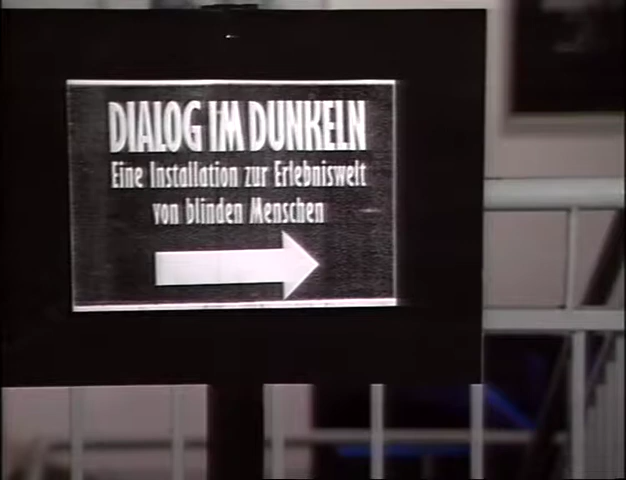 DIALOG IM DUNKELN
Eine Installation zur Erlebniswelt
von blinden Menschen